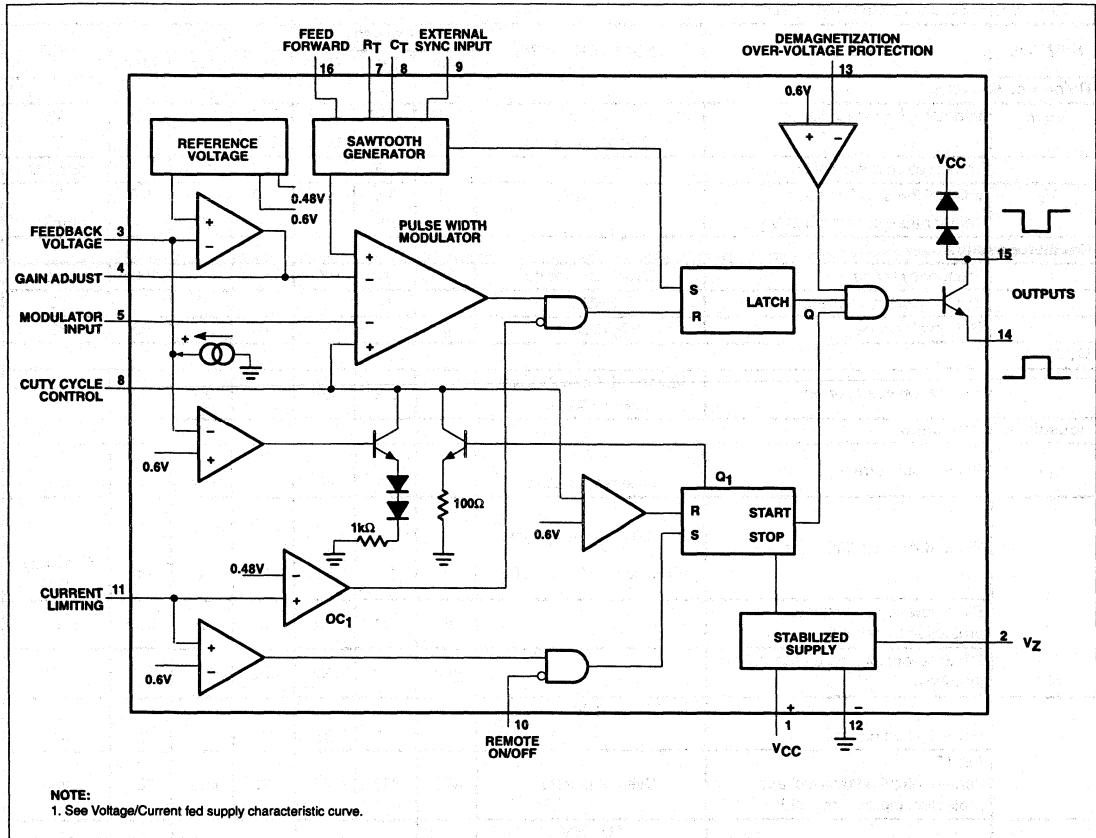 FEED
FORWARD
RT
CT
EXTERNAL
SYNC INPUT
16
7
8
9
DEMAGNETIZATION
OVER-VOLTAGE PROTECTION
13
0.6V
+
−
REFERENCE
VOLTAGE
SAWTOOTH
GENERATOR
0.48V
0.6V
VCC
FEEDBACK
VOLTAGE
3
+
−
PULSE WIDTH
MODULATOR
GAIN ADJUST
4
MODULATOR
INPUT
5
+
−
−
+
S
R
LATCH
Q
15
OUTPUTS
14
+
CUTY CYCLE
CONTROL
8
−
+
0.6V
1kΩ
100Ω
0.6V
Q1
R
S
START
STOP
0.48V
−
+
OC1
CURRENT
LIMITING
11
+
−
0.6V
STABILIZED
SUPPLY
2
VZ
10
REMOTE
ON/OFF
+
−
1
12
VCC
NOTE:
1. See Voltage/Current fed supply characteristic curve.